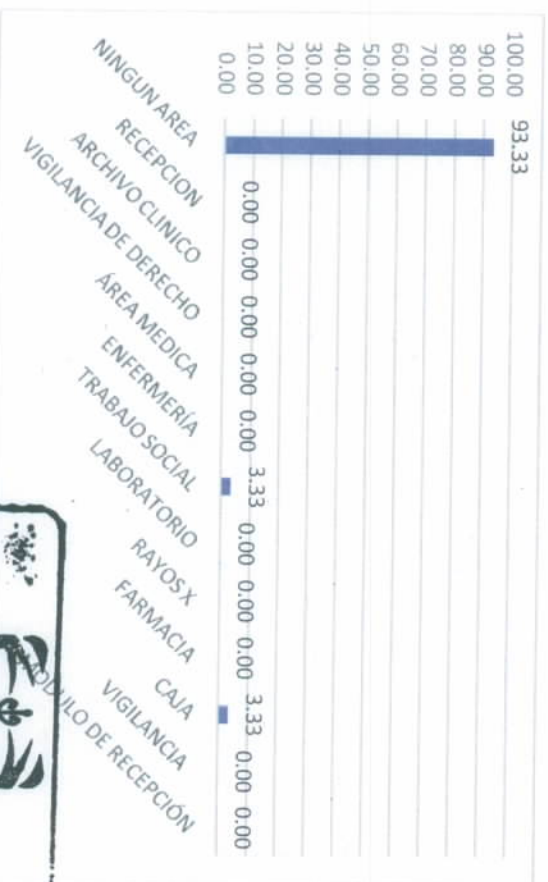 100.00
90.00
80.00
70.00
60.00
50.00
40.00
30.00
20.00
10.00
0.00
93.33
0.00 0.00 0.00 0.00 0.00 3.33 0.00 0.00 0.00 3.33 0.00 0.00
NINGUN AREA
RECEPCION
ARCHIVO CLINICO
VIGILANCIA DE DERECHO
ÁREA MEDICA
ENFERMERÍA
TRABAJO SOCIAL
LABORATORIO
RAYOS X
FARMACIA
CAJA
VIGILANCIA
DE RECEPCIÓN